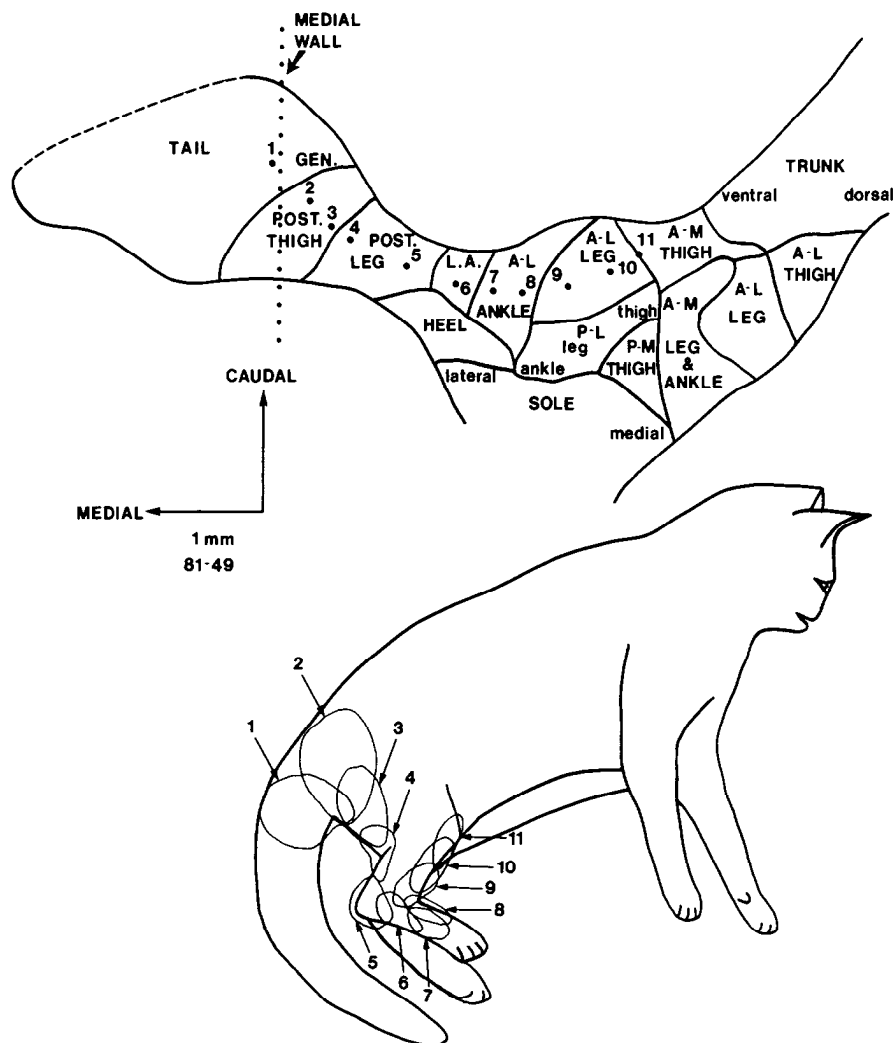 MEDIAL
WALL
TAIL
1
GEN.
2
POST.
3
THIGH
4
POST.
LEG
5
L.A.
6
A-L
7
8
ANKLE
A-L
LEG
9
10
11
A-M
THIGH
ventral
TRUNK
dorsal
A-L
THIGH
A-L
LEG
A-M
LEG
&
ANKLE
thigh
P-L
leg
ankle
P-M
THIGH
HEEL
lateral
SOLE
medial
CAUDAL
MEDIAL
1 mm
81-49
1
2
3
4
5
6
7
8
9
10
11